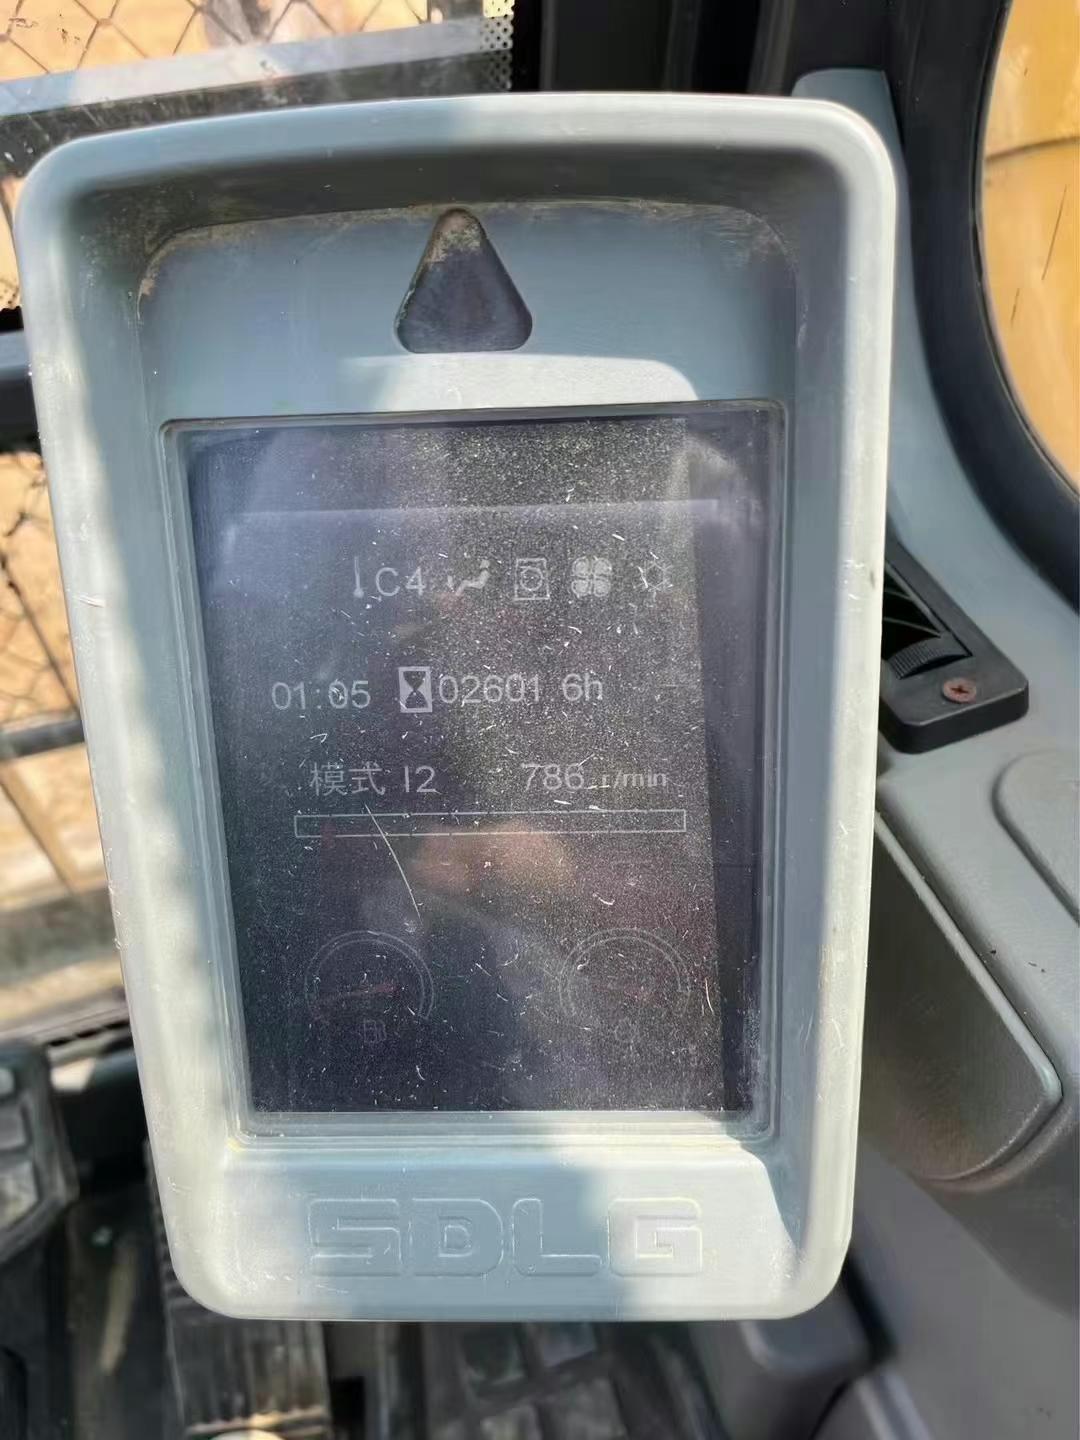 C4
01:05 02601 6h
模式 I2 786 r/min
SDLG